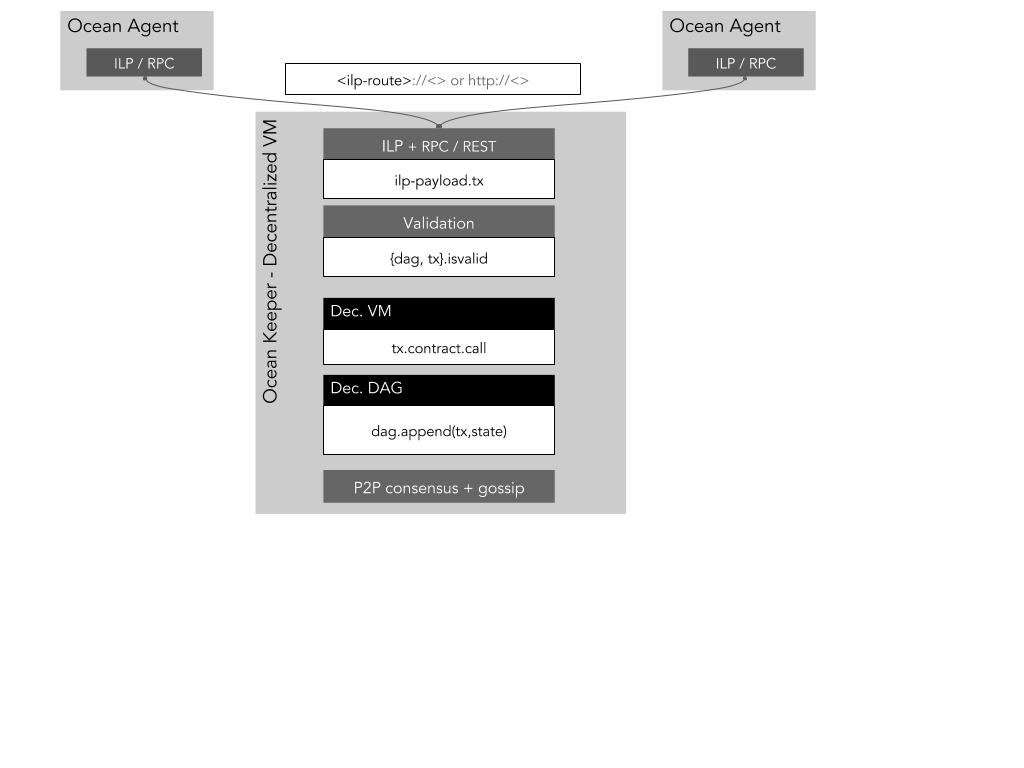 Ocean Agent
ILP / RPC
Ocean Agent
ILP / RPC
<ilp-route>://<> or http://<>
Ocean Keeper - Decentralized VM
ILP + RPC / REST
ilp-payload.tx
Validation
{dag, tx}.isvalid
Dec. VM
tx.contract.call
Dec. DAG
dag.append(tx,state)
P2P consensus + gossip